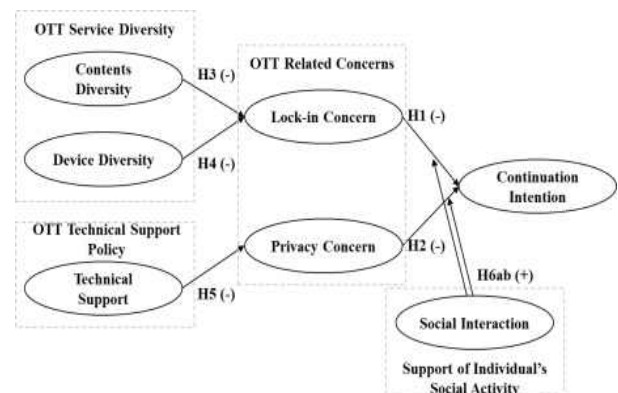 OTT Service Diversity
Contents
Diversity
H3 (-)
OTT Related Concerns
Lock-in Concern
H1 (-)
Device Diversity
H4 (-)
Continuation
Intention
OTT Technical Support
Policy
Technical
Support
H5 (-)
Privacy Concern
H2 (-)
H6ab (+)
Social Interaction
Support of Individual's
Social Activity